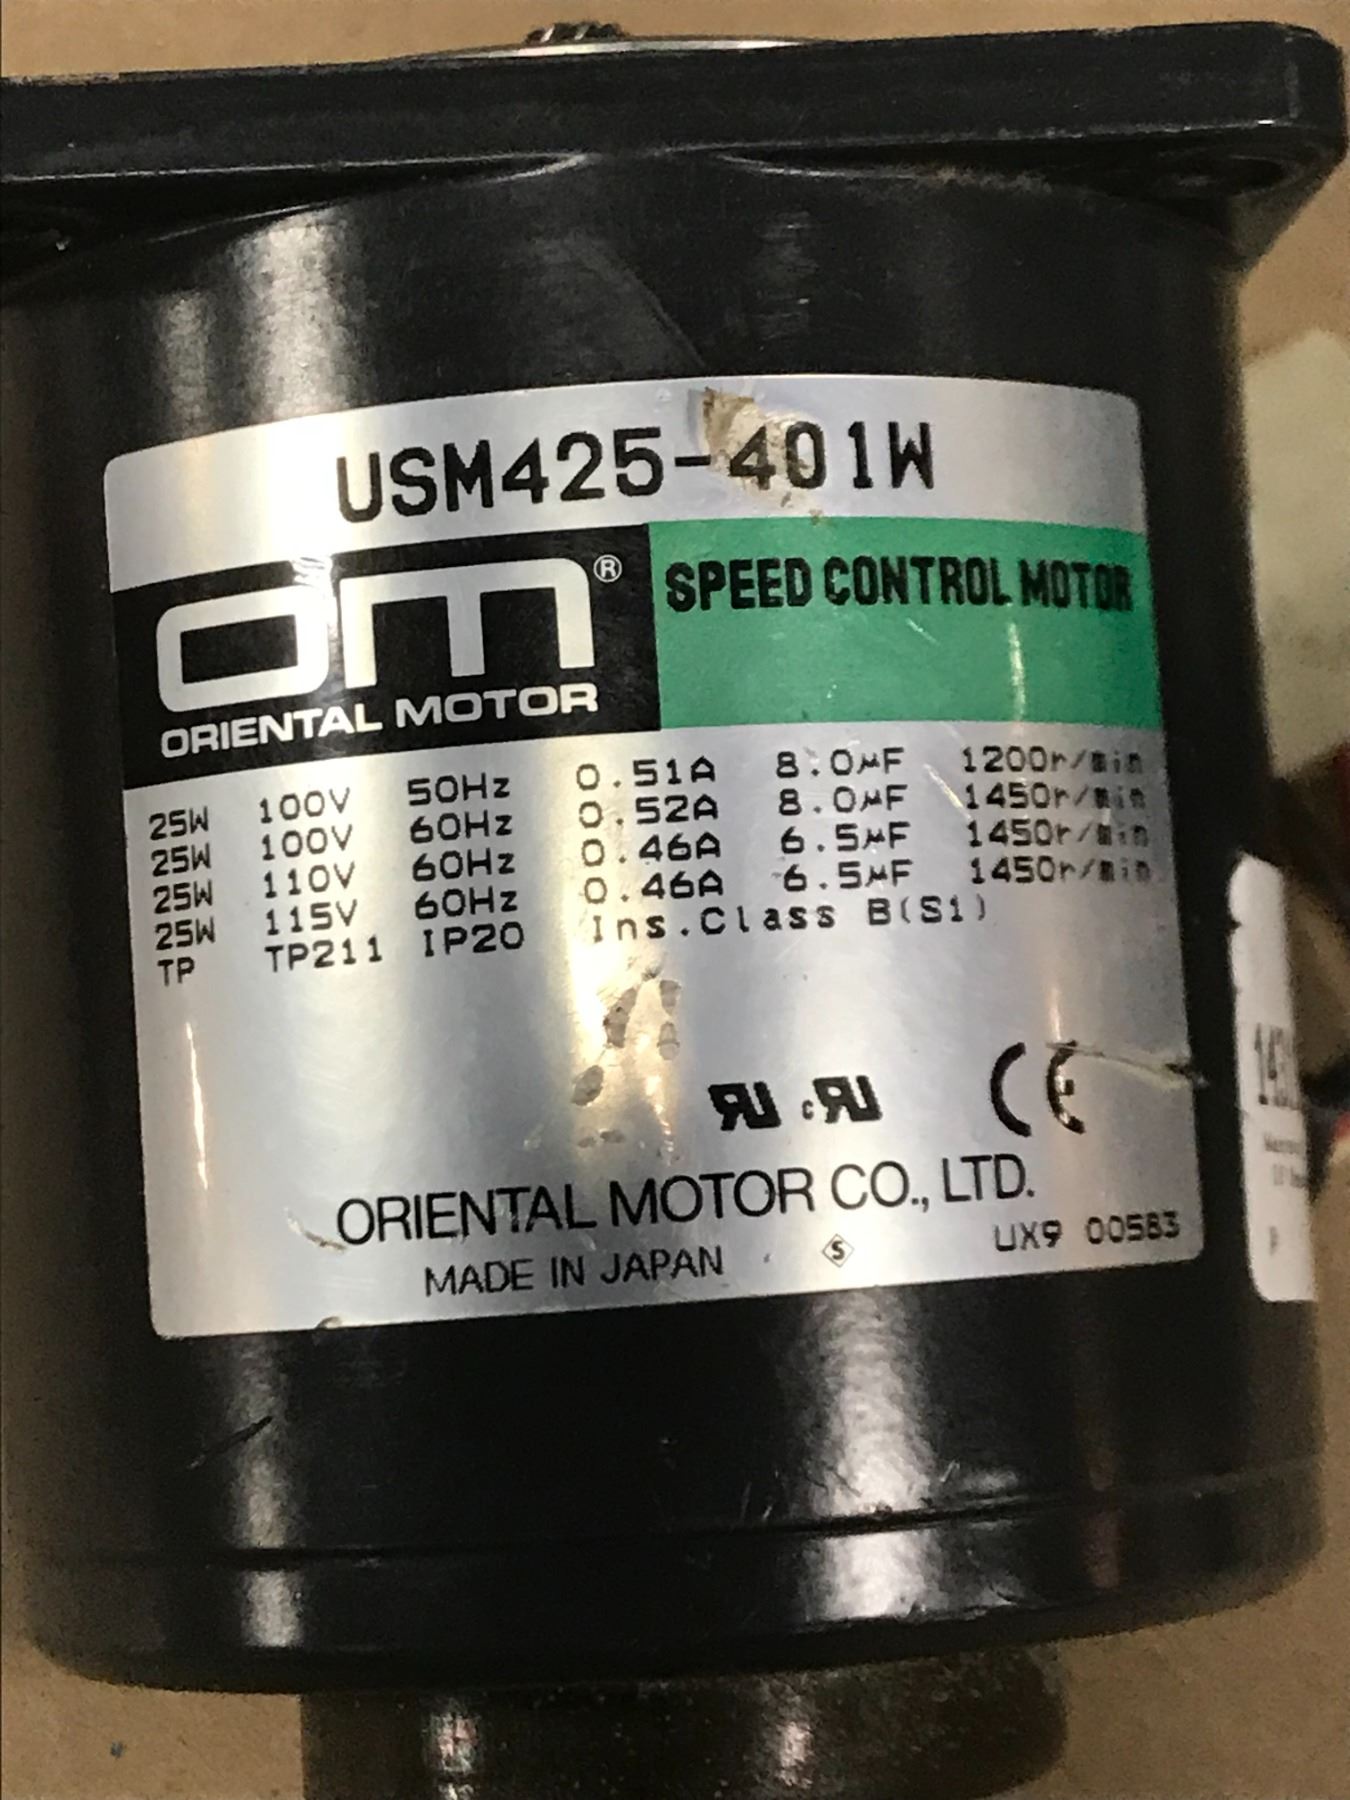 USM425-401W
om®
ORIENTAL MOTOR
SPEED CONTROL MOTOR
25W 100V 50Hz 0.51A 8.0μF 1200r/min
25W 100V 60Hz 0.52A 8.0μF 1450r/min
25W 110V 60Hz 0.46A 6.5μF 1450r/min
25W 115V 60Hz 0.46A 6.5μF 1450r/min
TP TP211 IP20 Ins.Class B(S1)
RU cRU CE
ORIENTAL MOTOR CO., LTD.
MADE IN JAPAN S UX9 00583